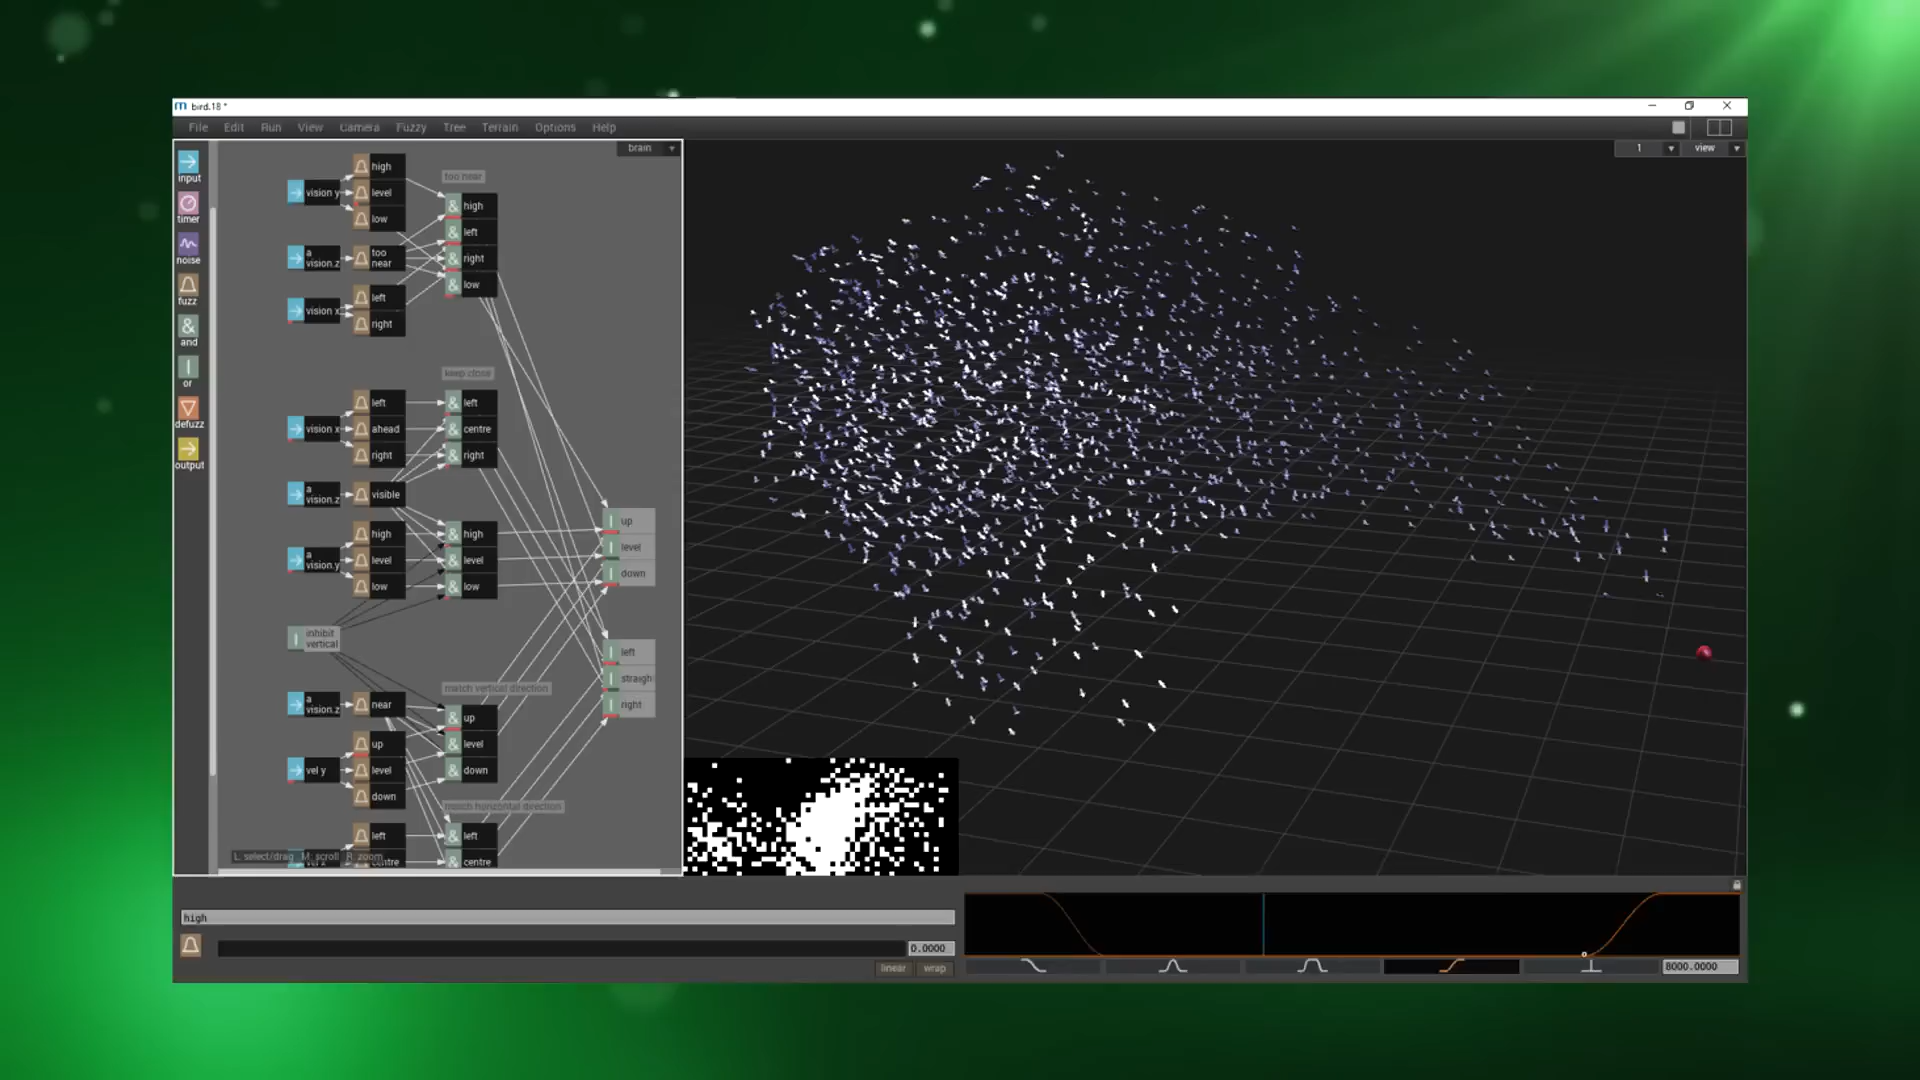 bird.18 *
File Edit Run View Camera Fuzzy Tree Terrain Options Help
brain
1 view
input
timer
noise
fuzz
and
or
defuzz
output
vision y
high
level
low
a vision.z
too near
vision x
left
right
too near
high
left
right
low
vision x
left
ahead
right
keep close
left
centre
right
a vision.z
visible
a vision.y
high
level
low
high
level
low
inhibit vertical
a vision.z
near
vel y
up
level
down
match vertical direction
up
level
down
match horizontal direction
left
centre
left
centre
up
level
down
left
straigh
right
L: select/drag M: scroll R: zoom
high
0.0000
linear wrap
8000.0000